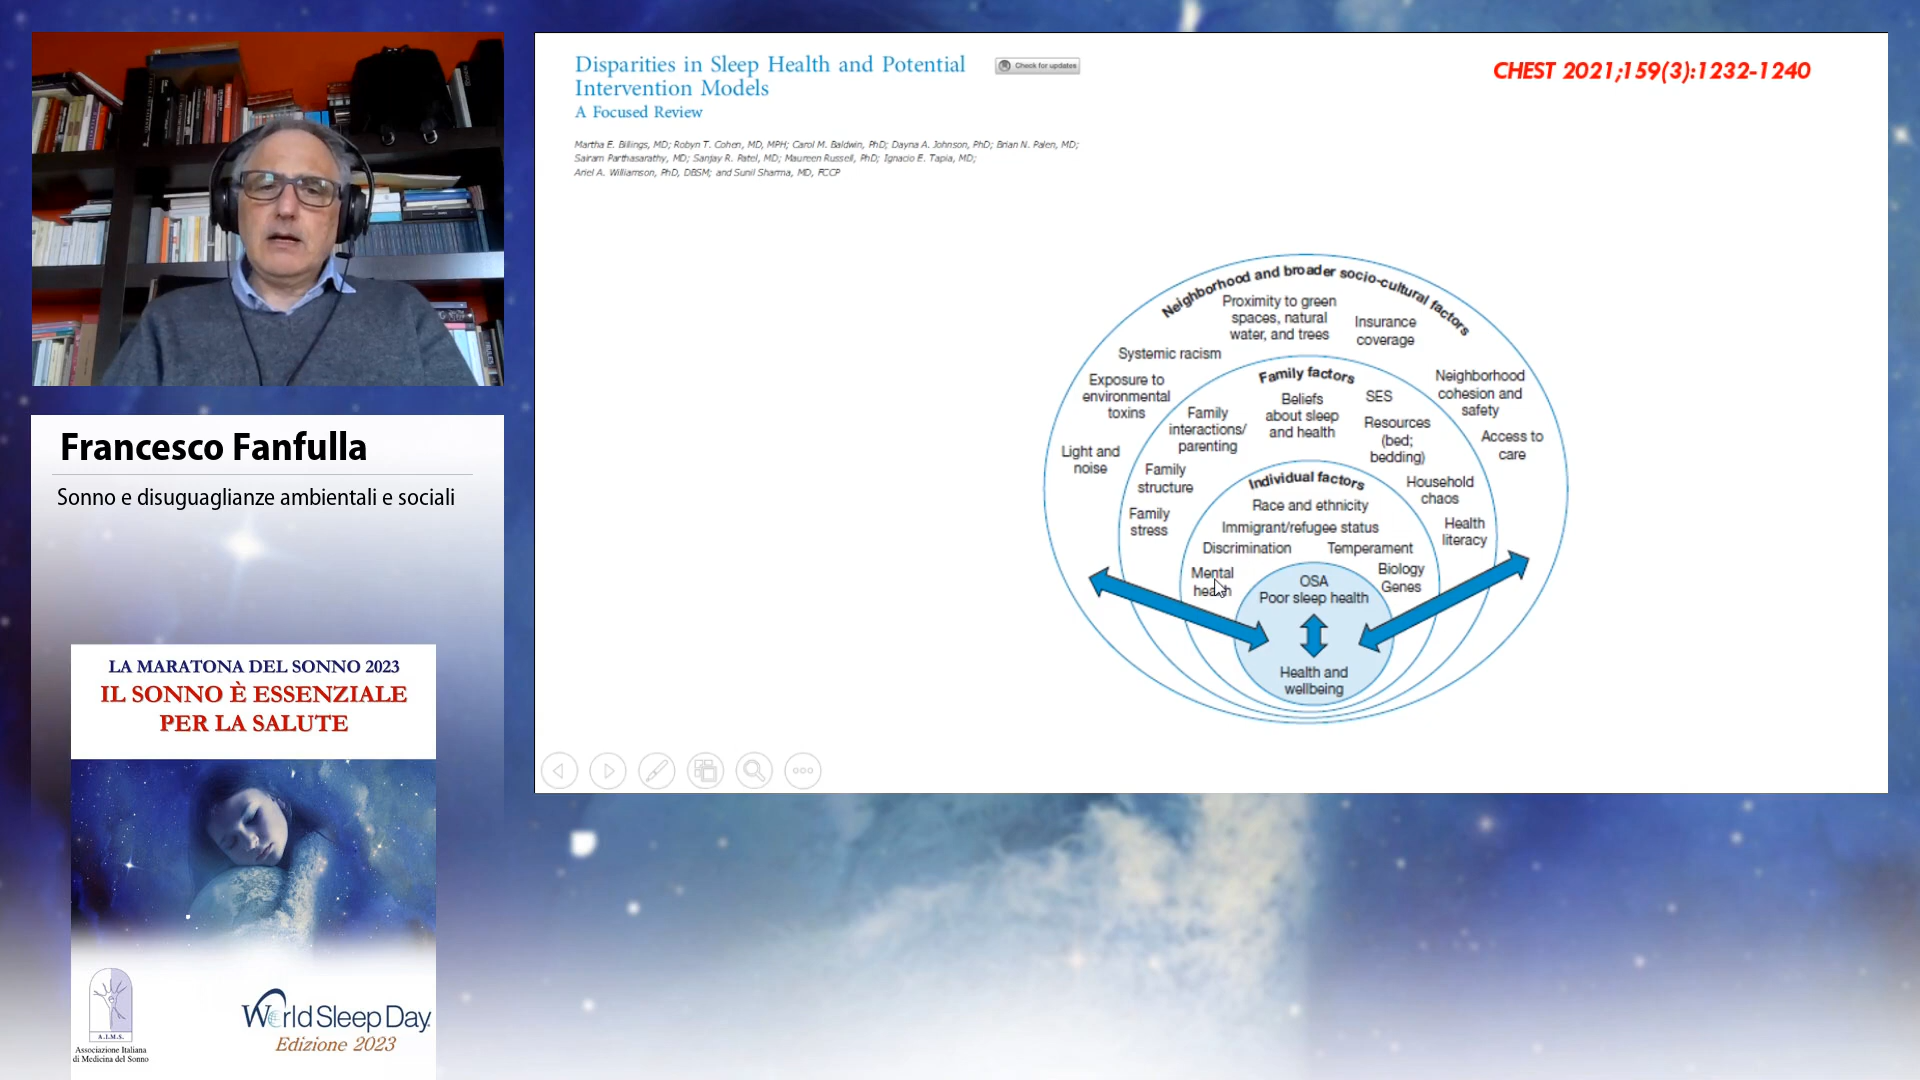 Disparities in Sleep Health and Potential
Intervention Models
A Focused Review
Check for updates
CHEST 2021;159(3):1232-1240
Martha E. Billings, MD; Robyn T. Cohen, MD, MPH; Carol M. Baldwin, PhD; Dayna A. Johnson, PhD; Brian N. Palen, MD;
Sairam Parthasarathy, MD; Sanjay R. Patel, MD; Maureen Russell, PhD; Ignacio E. Tapia, MD;
Ariel A. Williamson, PhD, DBSM; and Sunil Sharma, MD, FCCP
Neighborhood and broader socio-cultural factors
Proximity to green
spaces, natural
water, and trees
Insurance
coverage
Systemic racism
Exposure to
environmental
toxins
Light and
noise
Neighborhood
cohesion and
safety
Access to
care
Family factors
Beliefs
about sleep
and health
SES
Resources
(bed;
bedding)
Family
interactions/
parenting
Family
structure
Family
stress
Household
chaos
Health
literacy
Individual factors
Race and ethnicity
Immigrant/refugee status
Discrimination
Temperament
Mental
health
Biology
Genes
OSA
Poor sleep health
Health and
wellbeing
Francesco Fanfulla
Sonno e disuguaglianze ambientali e sociali
LA MARATONA DEL SONNO 2023
IL SONNO È ESSENZIALE
PER LA SALUTE
A.I.M.S.
Associazione Italiana
di Medicina del Sonno
World Sleep Day.
Edizione 2023